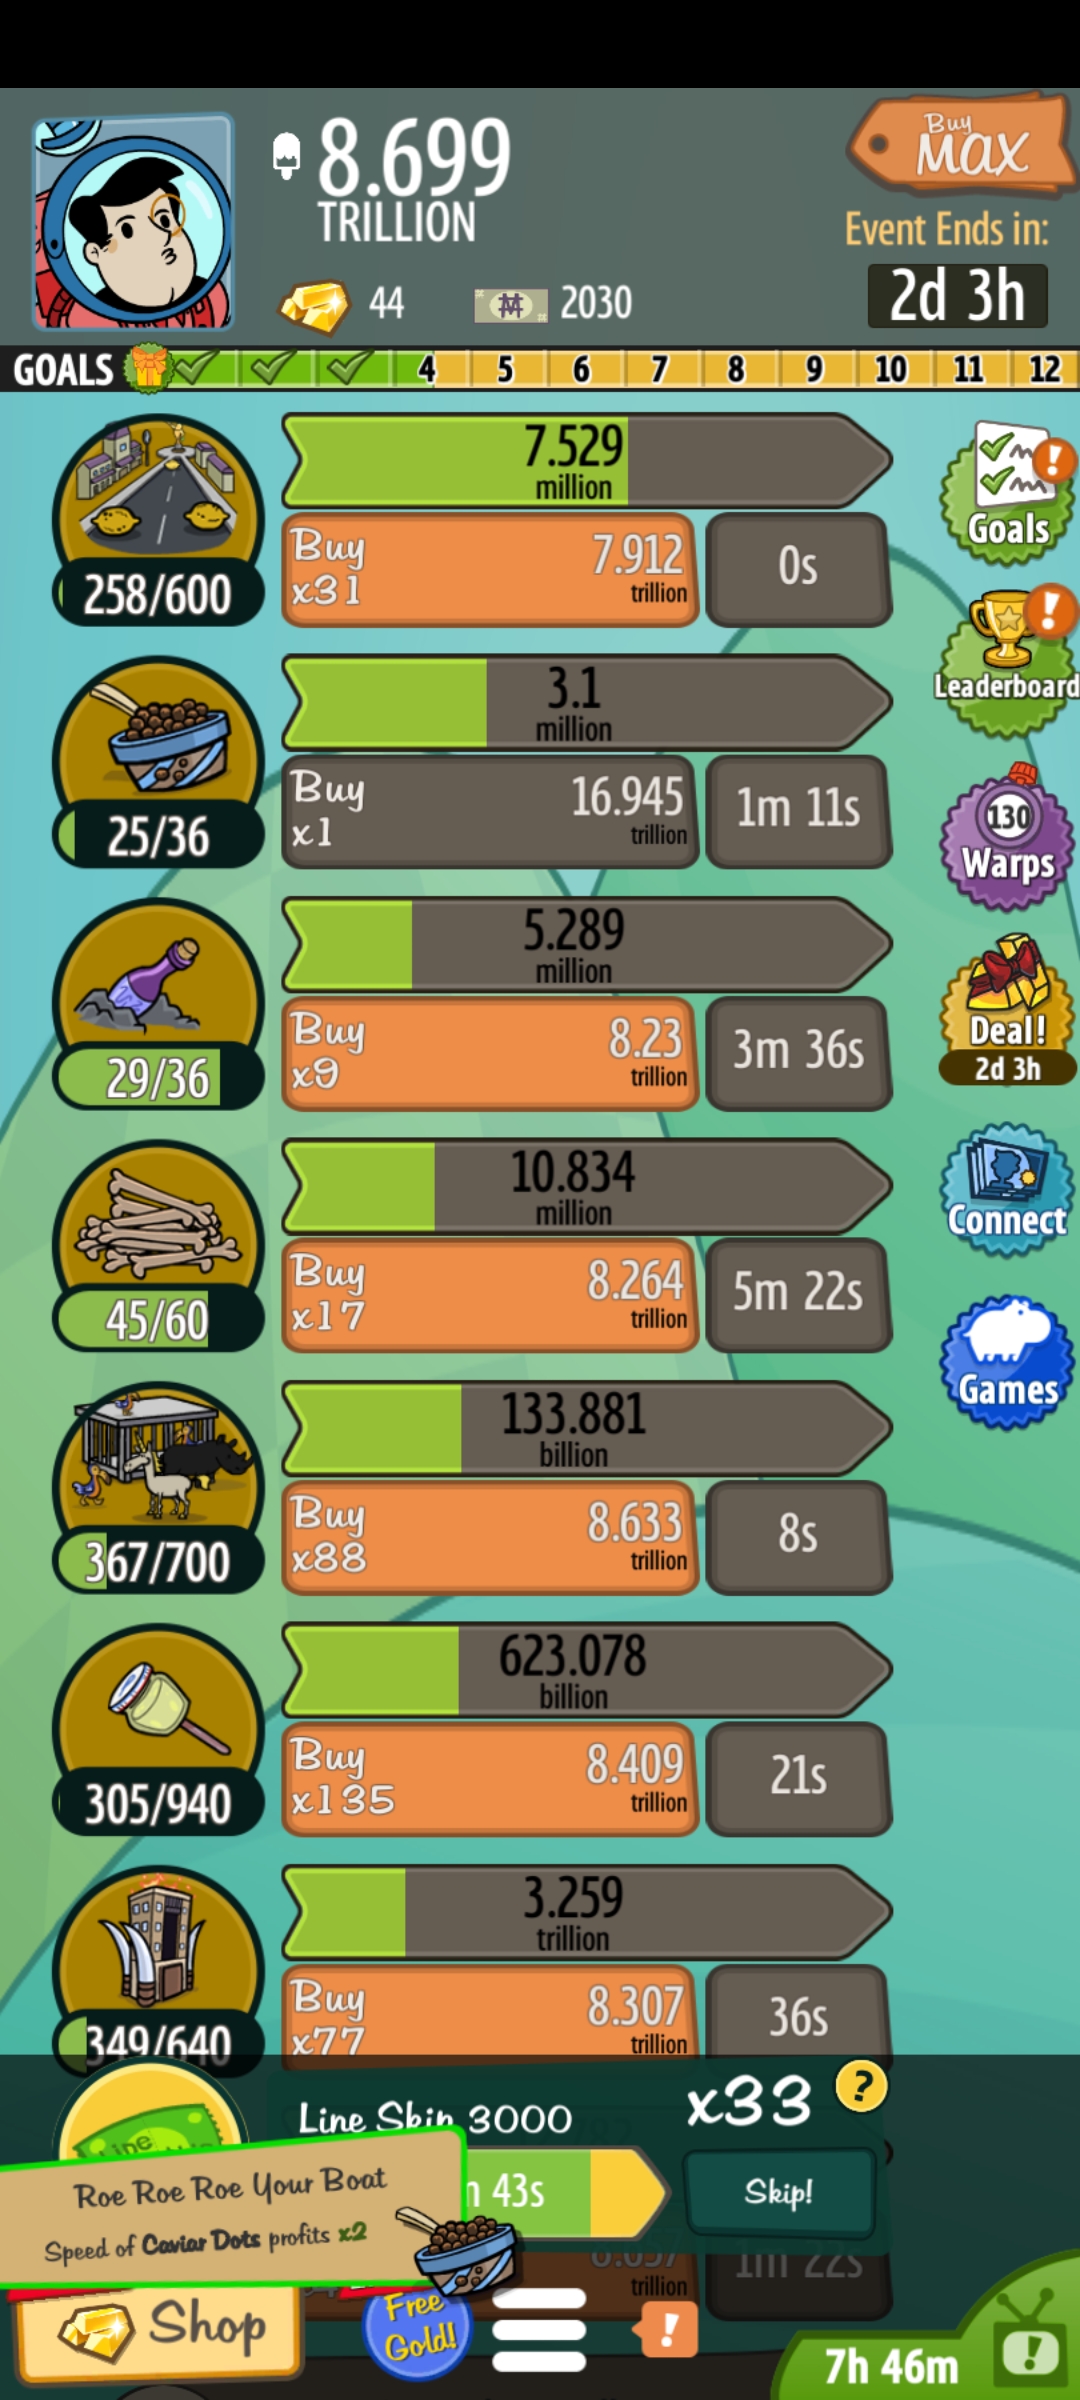 8.699
TRILLION
Buy
MAX
Event Ends in:
2d 3h
44
2030
GOALS
4 5 6 7 8 9 10 11 12
7.529
million
Buy
x31
7.912
trillion
0s
258/600
Goals
3.1
million
Leaderboard
Buy
x1
16.945
trillion
1m 11s
25/36
130
Warps
5.289
million
Buy
x9
8.23
trillion
3m 36s
29/36
Deal!
2d 3h
10.834
million
Buy
x17
8.264
trillion
5m 22s
45/60
Connect
133.881
billion
Buy
x88
8.633
trillion
8s
367/700
Games
623.078
billion
Buy
x135
8.409
trillion
21s
305/940
3.259
trillion
Buy
x77
8.307
trillion
36s
349/640
Line Skip 3000
x33
?
43s
Skip!
Roe Roe Roe Your Boat
Speed of Caviar Dots profits x2
trillion
1m 22s
Shop
Free
Gold!
7h 46m